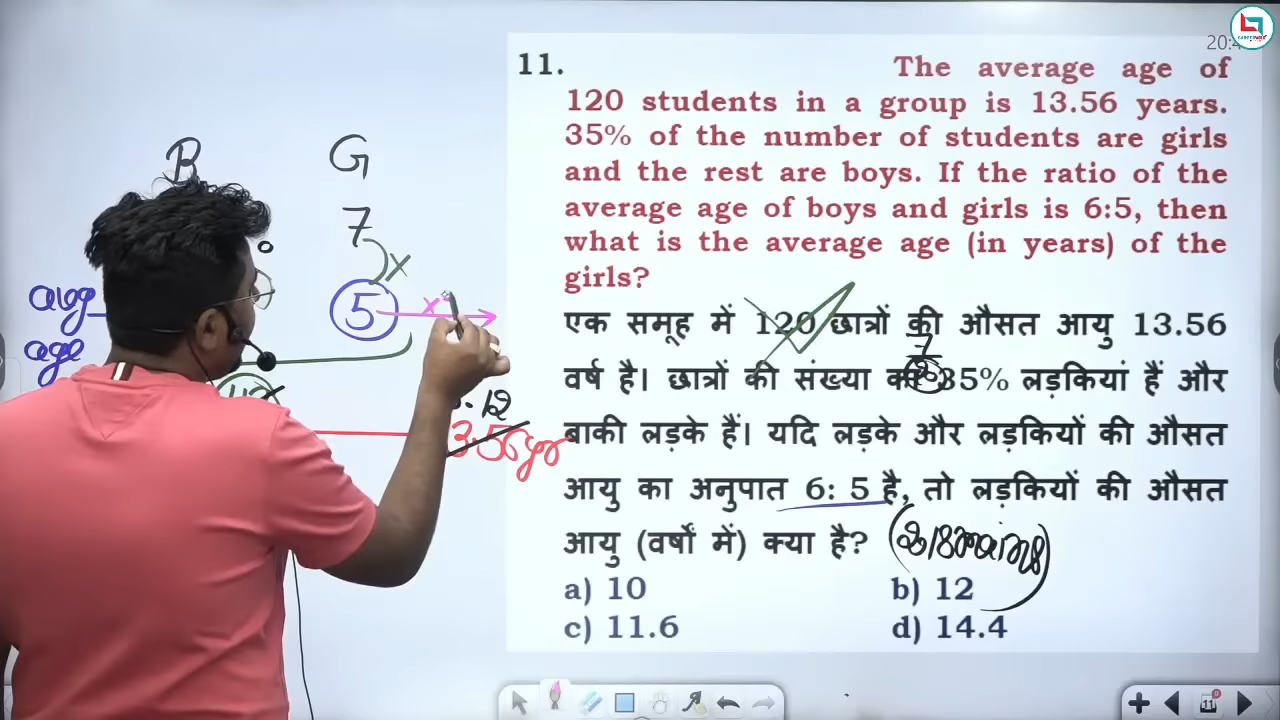 11. The average age of
120 students in a group is 13.56 years.
35% of the number of students are girls
and the rest are boys. If the ratio of the
average age of boys and girls is 6:5, then
what is the average age (in years) of the
girls?
एक समूह में 120 छात्रों की औसत आयु 13.56
वर्ष है। छात्रों की संख्या का 35% लड़कियां हैं और
बाकी लड़के हैं। यदि लड़के और लड़कियों की औसत
आयु का अनुपात 6: 5 है, तो लड़कियों की औसत
आयु (वर्षों में) क्या है?
a) 10 b) 12
c) 11.6 d) 14.4
B G
7
x
avg 5 x
age
.12
3.56yr
7
11